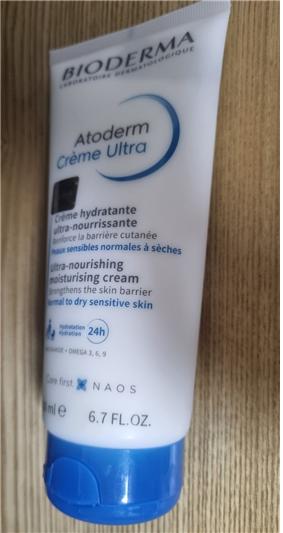 BIODERMA
LABORATOIRE DERMATOLOGIQUE
Atoderm
Crème Ultra
Crème hydratante
ultra-nourrissante
Renforce la barrière cutanée
Peaux sensibles normales à sèches
Ultra-nourishing
moisturising cream
Strengthens the skin barrier
Normal to dry sensitive skin
Hydratation
Hydration 24h
• OMEGA 3, 6, 9
Care first. NAOS
ml e 6.7 FL.OZ.